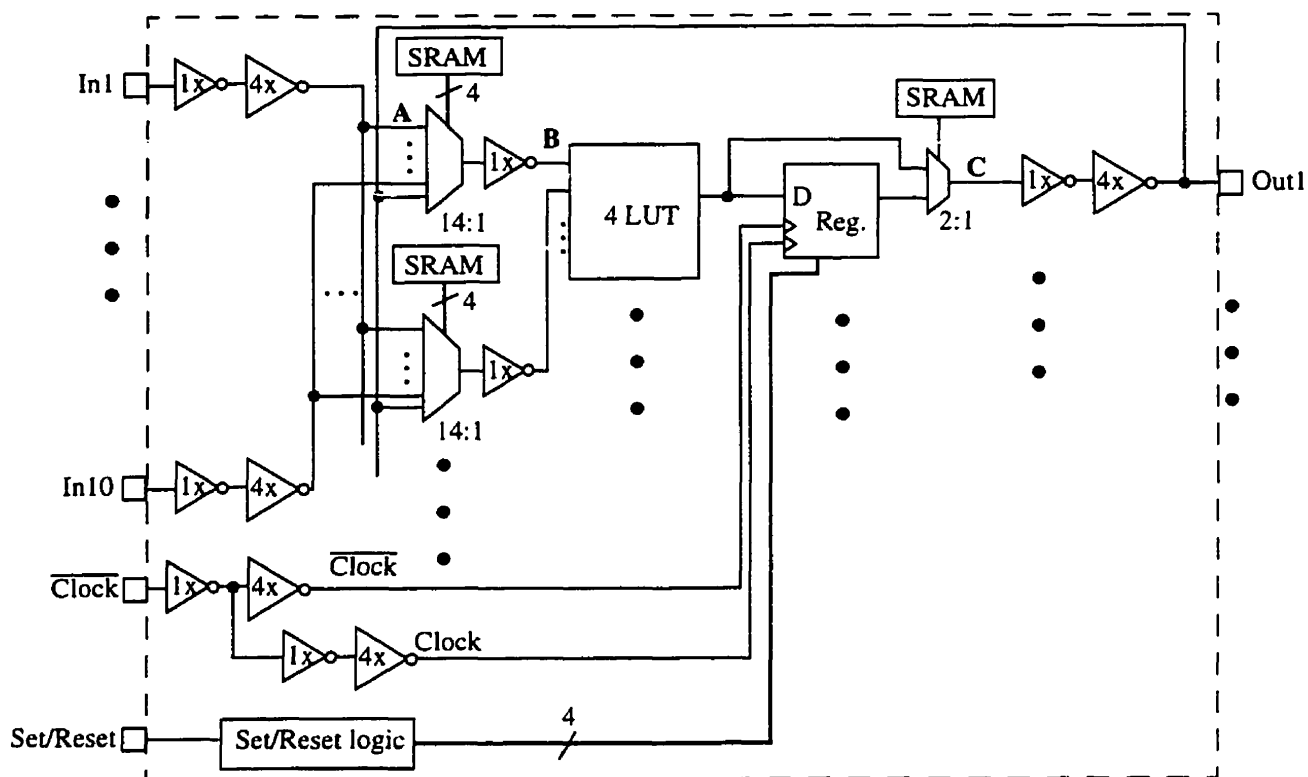 SRAM
In1
1x
4x
4
A
14:1
1x
B
SRAM
4 LUT
D
Reg.
2:1
C
1x
4x
Out1
SRAM
4
14:1
1x
In10
1x
4x
Clock
1x
4x
Clock
1x
4x
Clock
Set/Reset
Set/Reset logic
4